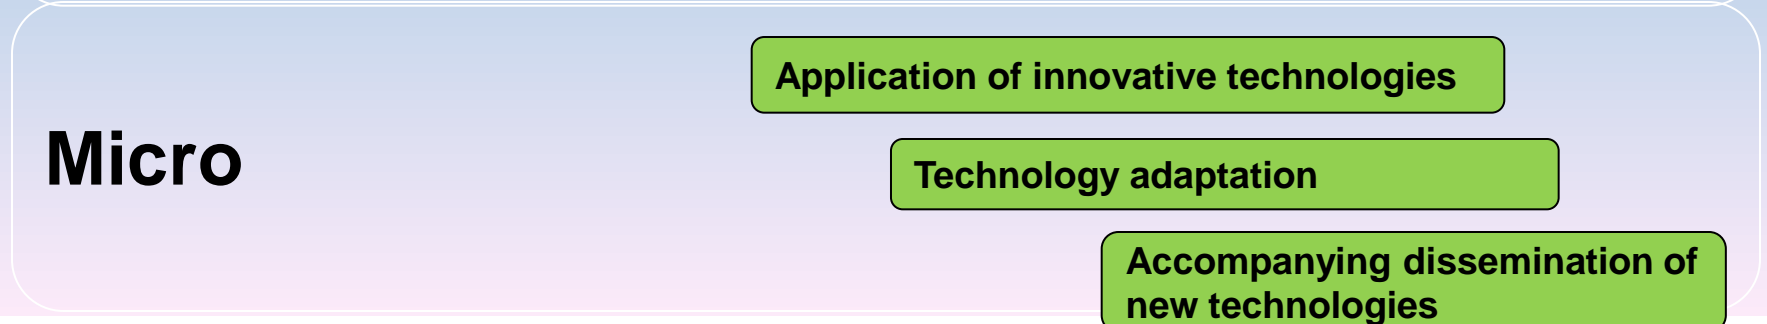 Application of innovative technologies
Micro
Technology adaptation
Accompanying dissemination of
new technologies